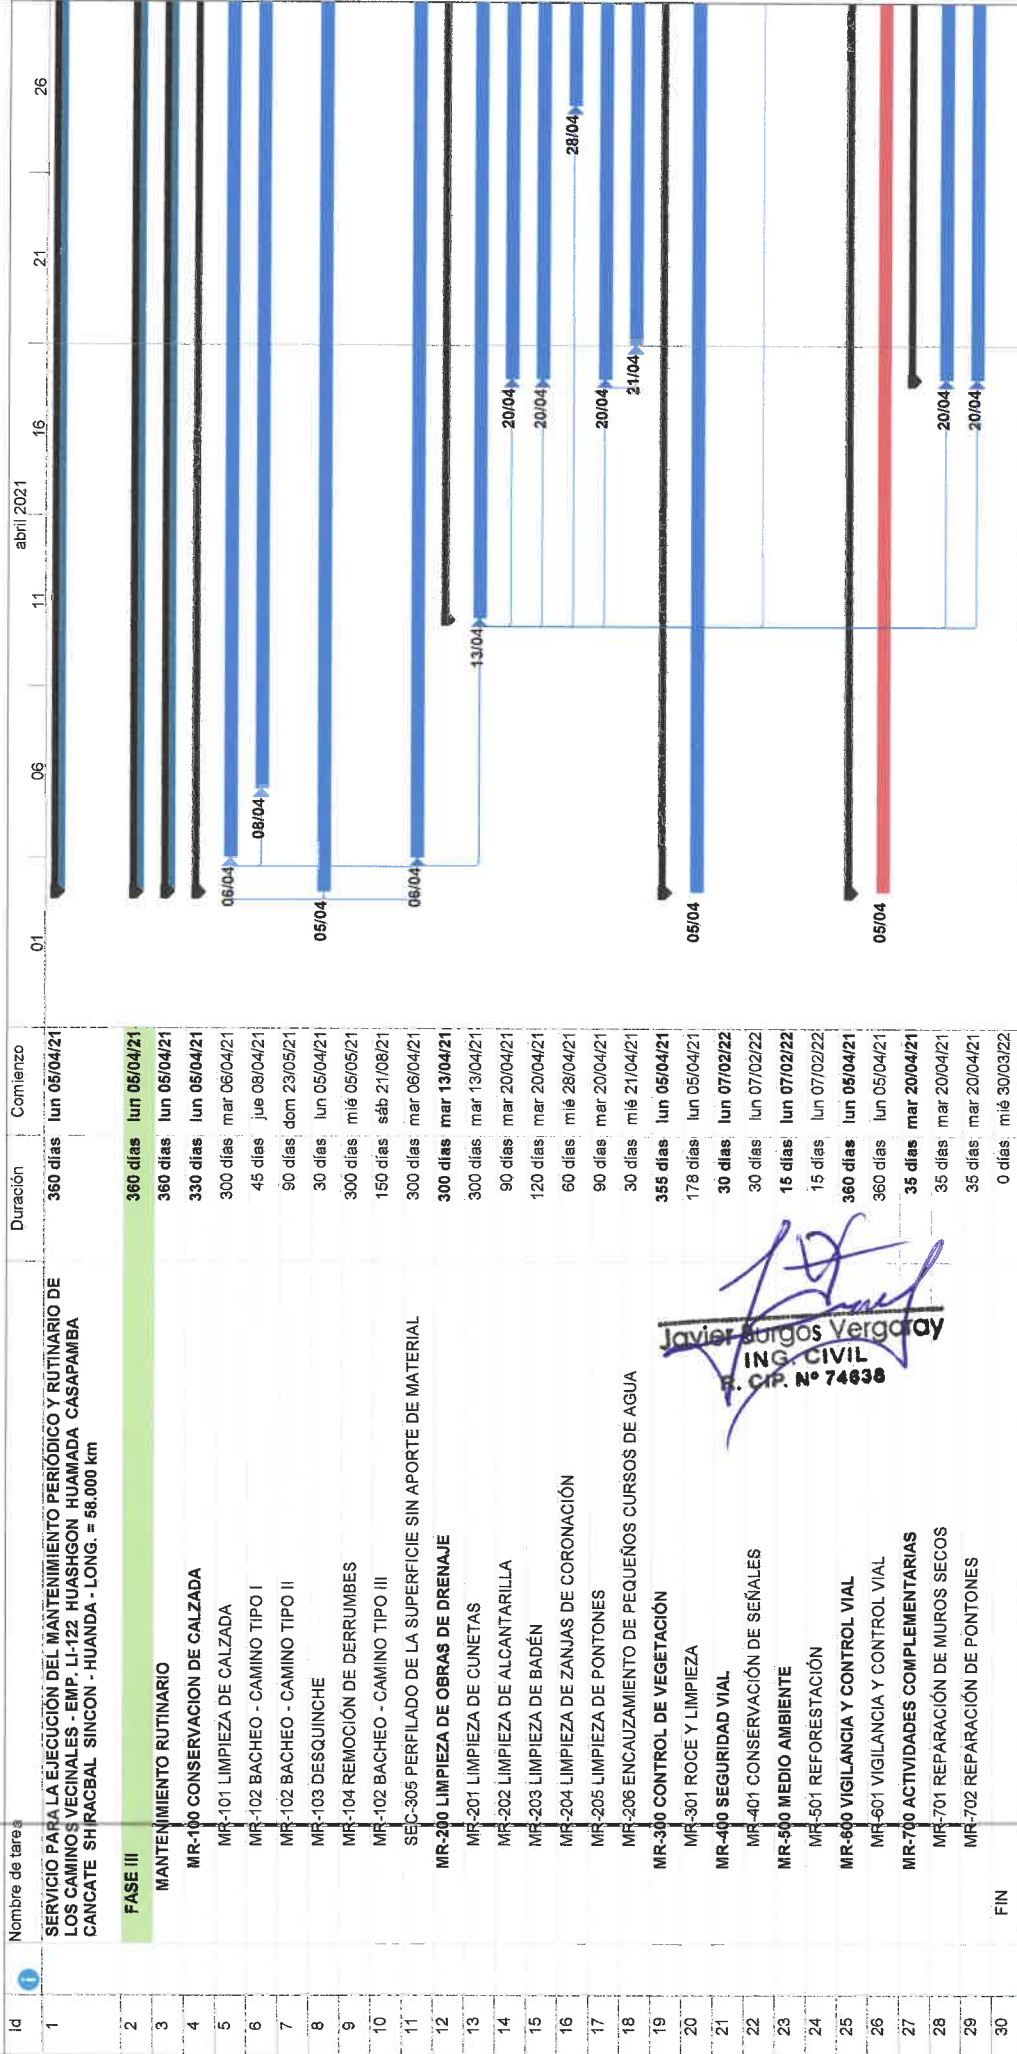 Id Nombre de tarea Duración Comienzo
abril 2021
01 06 11 16 21 26
1 SERVICIO PARA LA EJECUCIÓN DEL MANTENIMIENTO PERIÓDICO Y RUTINARIO DE 360 días lun 05/04/21
LOS CAMINOS VECINALES - EMP. LI-122 HUASHGON HUAMADA CASAPAMBA
CANCATE SHIRACBAL SINCON - HUANDA - LONG. = 58.000 km
2 FASE III 360 días lun 05/04/21
3 MANTENIMIENTO RUTINARIO 360 días lun 05/04/21
4 MR-100 CONSERVACION DE CALZADA 330 días lun 05/04/21
5 MR-101 LIMPIEZA DE CALZADA 300 días mar 06/04/21 06/04
6 MR-102 BACHEO - CAMINO TIPO I 45 días jue 08/04/21 08/04
7 MR-102 BACHEO - CAMINO TIPO II 90 días dom 23/05/21
8 MR-103 DESQUINCHE 30 días lun 05/04/21 05/04
9 MR-104 REMOCIÓN DE DERRUMBES 300 días mié 05/05/21
10 MR-102 BACHEO - CAMINO TIPO III 150 días sáb 21/08/21
11 SEC-305 PERFILADO DE LA SUPERFICIE SIN APORTE DE MATERIAL 300 días mar 06/04/21 06/04
12 MR-200 LIMPIEZA DE OBRAS DE DRENAJE 300 días mar 13/04/21
13 MR-201 LIMPIEZA DE CUNETAS 300 días mar 13/04/21 13/04
14 MR-202 LIMPIEZA DE ALCANTARILLA 90 días mar 20/04/21 20/04
15 MR-203 LIMPIEZA DE BADÉN 120 días mar 20/04/21 20/04
16 MR-204 LIMPIEZA DE ZANJAS DE CORONACIÓN 60 días mié 28/04/21 28/04
17 MR-205 LIMPIEZA DE PONTONES 90 días mar 20/04/21 20/04
18 MR-206 ENCAUZAMIENTO DE PEQUEÑOS CURSOS DE AGUA 30 días mié 21/04/21 21/04
19 MR-300 CONTROL DE VEGETACIÓN 355 días lun 05/04/21
20 MR-301 ROCE Y LIMPIEZA 178 días lun 05/04/21 05/04
21 MR-400 SEGURIDAD VIAL 30 días lun 07/02/22
22 MR-401 CONSERVACIÓN DE SEÑALES 30 días lun 07/02/22
23 MR-500 MEDIO AMBIENTE 15 días lun 07/02/22
24 MR-501 REFORESTACIÓN 15 días lun 07/02/22
25 MR-600 VIGILANCIA Y CONTROL VIAL 360 días lun 05/04/21
26 MR-601 VIGILANCIA Y CONTROL VIAL 360 días lun 05/04/21 05/04
27 MR-700 ACTIVIDADES COMPLEMENTARIAS 35 días mar 20/04/21
28 MR-701 REPARACIÓN DE MUROS SECOS 35 días mar 20/04/21 20/04
29 MR-702 REPARACIÓN DE PONTONES 35 días mar 20/04/21 20/04
30 FIN 0 días mié 30/03/22
Javier Burgos Vergaray
ING. CIVIL
R. CIP. Nº 74638